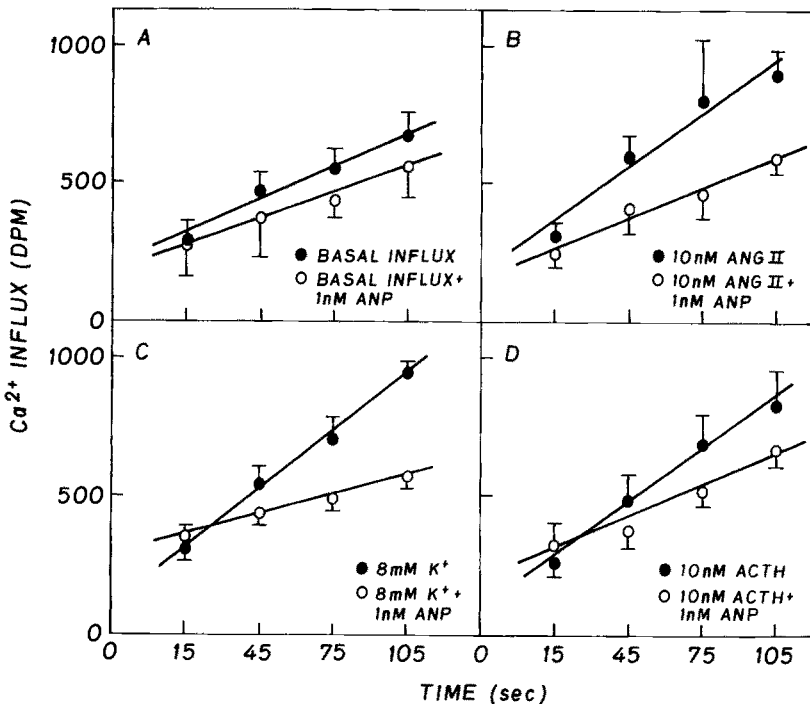 A
B
1000
500
0
● BASAL INFLUX
○ BASAL INFLUX+
1nM ANP
● 10nM ANG II
○ 10nM ANG II+
1nM ANP
C
D
1000
500
0
● 8mM K+
○ 8mM K+ +
1nM ANP
● 10nM ACTH
○ 10nM ACTH+
1nM ANP
0 15 45 75 105
0 15 45 75 105
Ca2+ INFLUX (DPM)
TIME (sec)